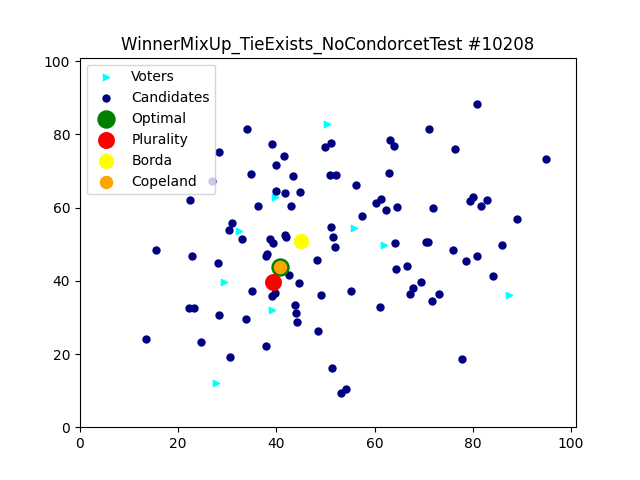 WinnerMixUp_TieExists_NoCondorcetTest #10208
100
80
60
40
20
0
Voters
Candidates
Optimal
Plurality
Borda
Copeland
0 20 40 60 80 100